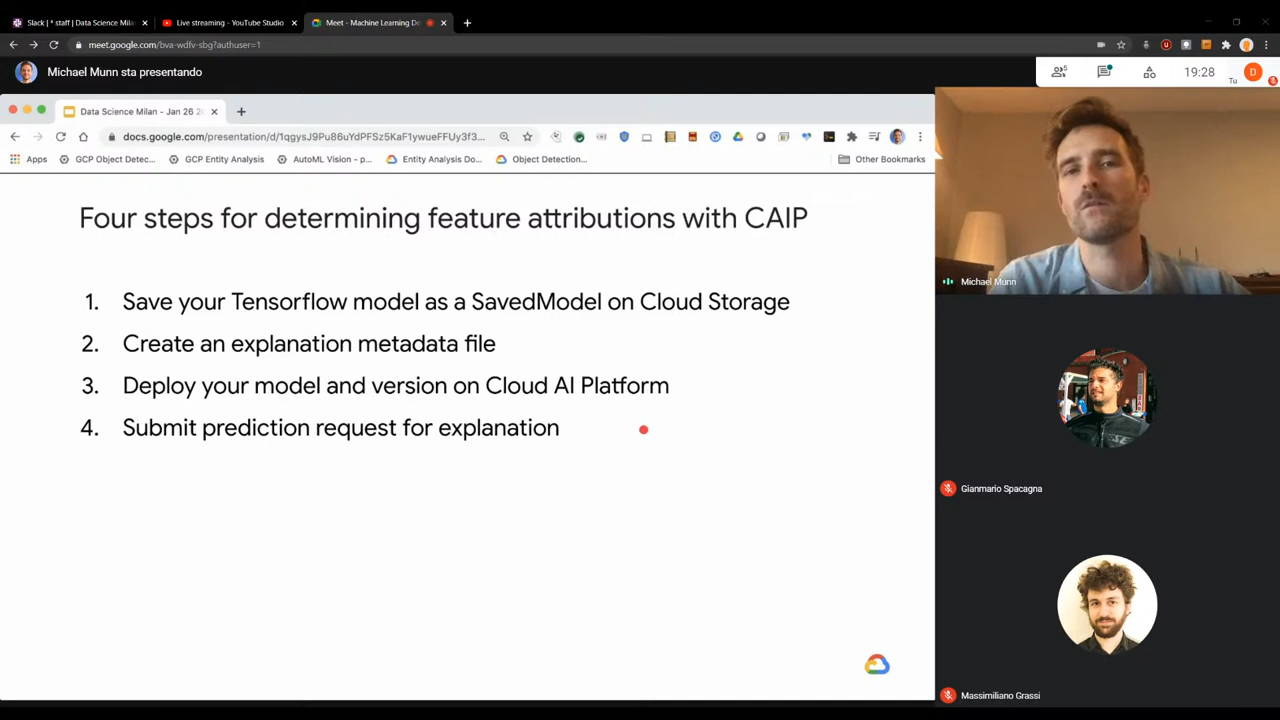 Slack | * staff | Data Science Mila
Live streaming - YouTube Studio
Meet - Machine Learning De
meet.google.com/bva-wdfv-sbg?authuser=1
Michael Munn sta presentando
5
19:28
Tu
D
Data Science Milan - Jan 26 20
docs.google.com/presentation/d/1qgysJ9Pu86uYdPFSz5KaF1ywueFFUy3f3...
Apps
GCP Object Detec...
GCP Entity Analysis
AutoML Vision - p...
Entity Analysis Do...
Object Detection...
Other Bookmarks
Four steps for determining feature attributions with CAIP
1. Save your Tensorflow model as a SavedModel on Cloud Storage
2. Create an explanation metadata file
3. Deploy your model and version on Cloud AI Platform
4. Submit prediction request for explanation
Michael Munn
Gianmario Spacagna
Massimiliano Grassi